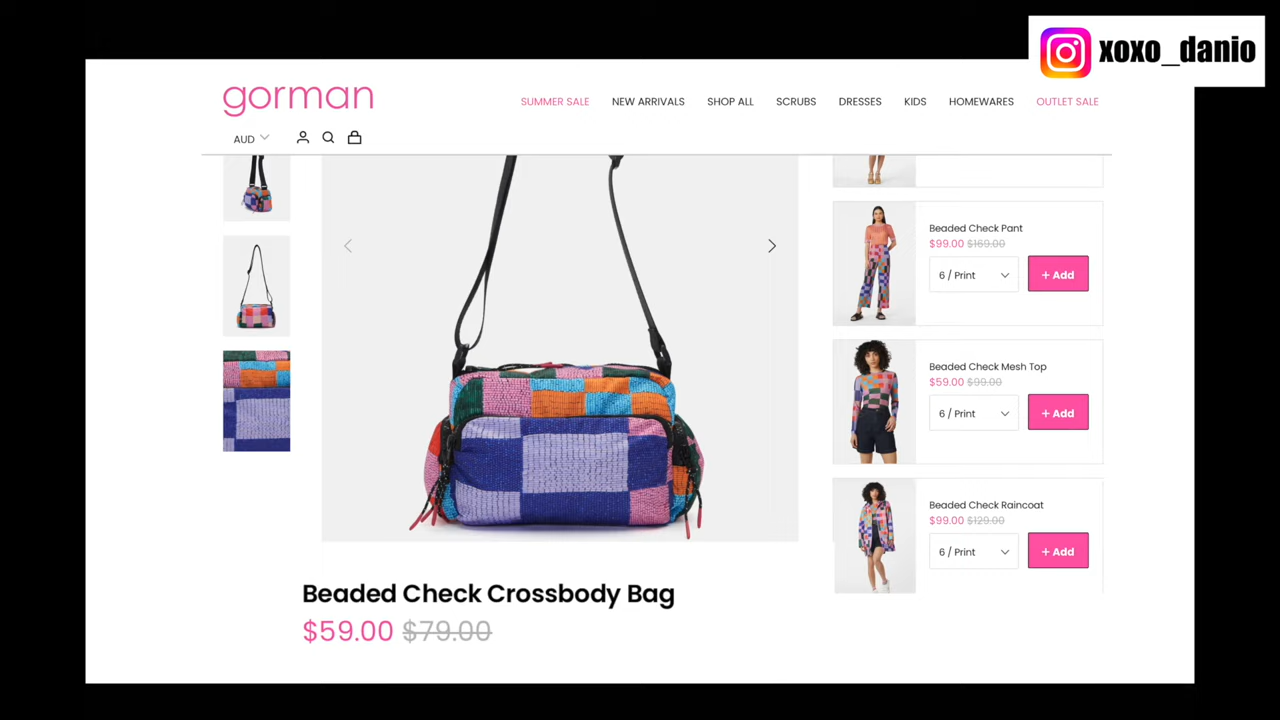 xoxo_danio
gorman
SUMMER SALE NEW ARRIVALS SHOP ALL SCRUBS DRESSES KIDS HOMEWARES OUTLET SALE
AUD
Beaded Check Pant
$99.00 $169.00
6 / Print + Add
Beaded Check Mesh Top
$59.00 $99.00
6 / Print + Add
Beaded Check Raincoat
$99.00 $129.00
6 / Print + Add
Beaded Check Crossbody Bag
$59.00 $79.00